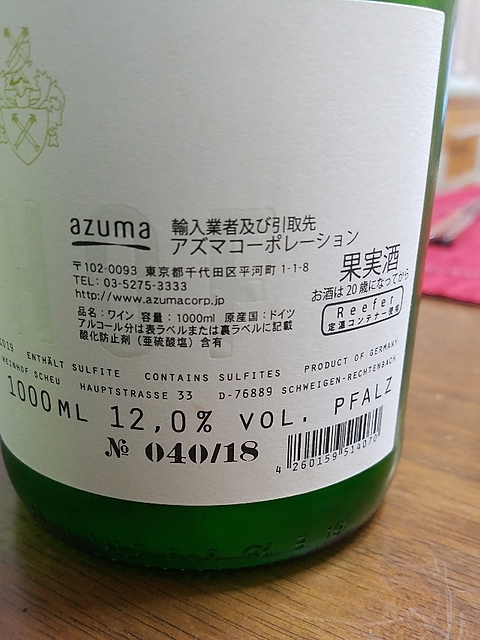 azuma 輸入業者及び引取先
アズマコーポレーション
〒102-0093 東京都千代田区平河町 1-1-8
TEL: 03-5275-3333
http://www.azumacorp.jp
果実酒
お酒は20歳になってから
Reefer
定温コンテナー使用
品名：ワイン 容量：1000ml 原産国：ドイツ
アルコール分は表ラベルまたは裏ラベルに記載
酸化防止剤（亜硫酸塩）含有
2019 ENTHÄLT SULFITE CONTAINS SULFITES PRODUCT OF GERMANY
WEINHOF SCHEU HAUPTSTRASSE 33 D-76889 SCHWEIGEN-RECHTENBACH
1000ML 12,0% VOL. PFALZ
№ 040/18
4 260159 514070